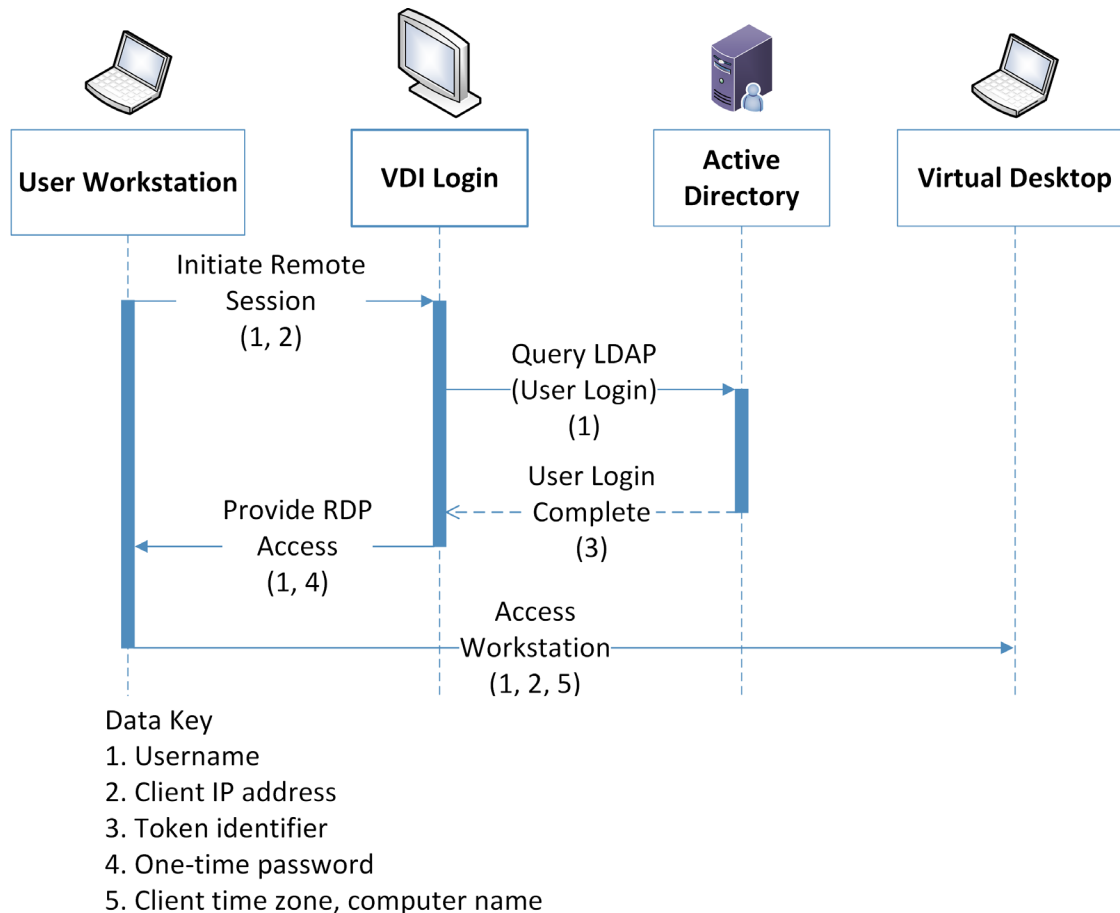 User Workstation
VDI Login
Active
Directory
Virtual Desktop
Initiate Remote
Session
(1, 2)
Query LDAP
(User Login)
(1)
User Login
Complete
(3)
Provide RDP
Access
(1, 4)
Access
Workstation
(1, 2, 5)
Data Key
1. Username
2. Client IP address
3. Token identifier
4. One-time password
5. Client time zone, computer name